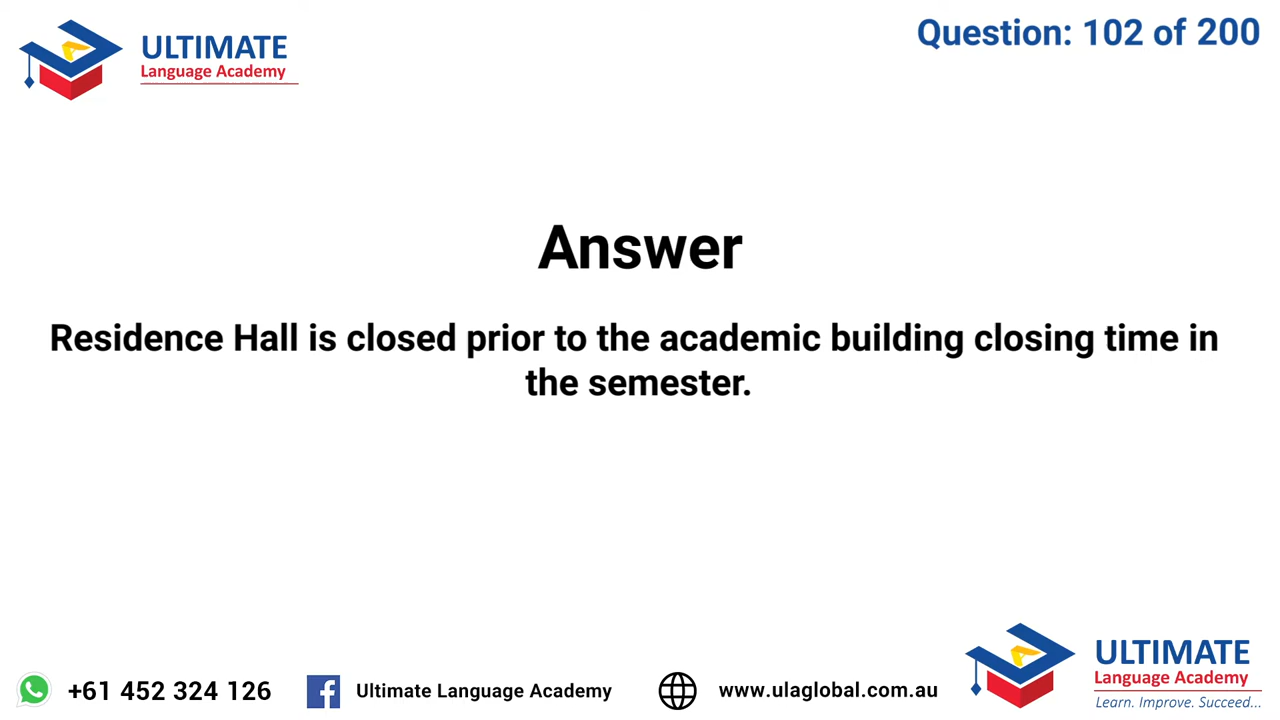 ULTIMATE
Language Academy
Question: 102 of 200
Answer
Residence Hall is closed prior to the academic building closing time in
the semester.
+61 452 324 126
Ultimate Language Academy
www.ulaglobal.com.au
ULTIMATE
Language Academy
Learn. Improve. Succeed...